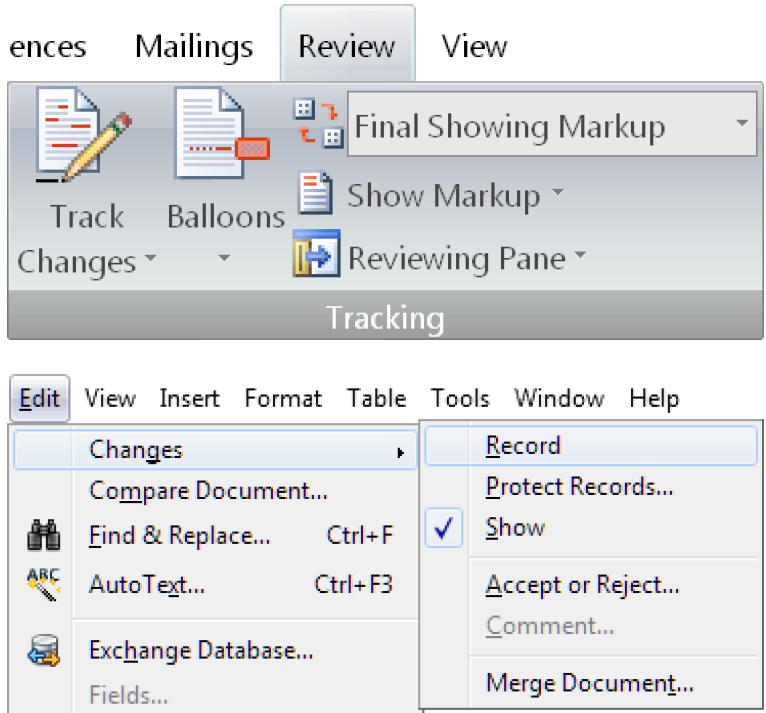 ences Mailings Review View
Final Showing Markup
Show Markup
Track Balloons
Changes Reviewing Pane
Tracking
Edit View Insert Format Table Tools Window Help
Changes Record
Compare Document... Protect Records...
Find & Replace... Ctrl+F Show
ABC
AutoText... Ctrl+F3 Accept or Reject...
Comment...
Exchange Database...
Merge Document...
Fields...